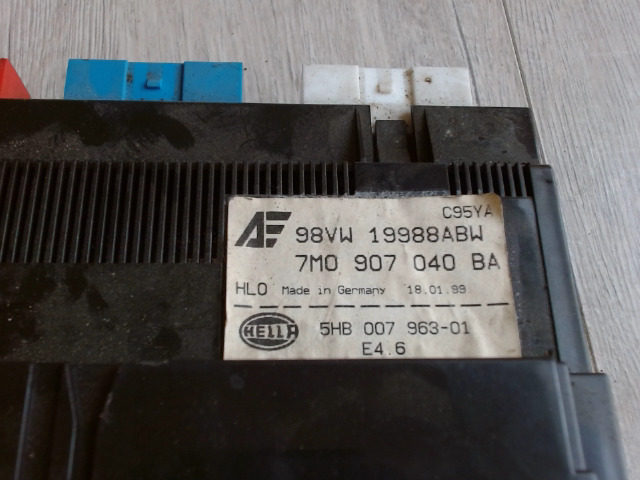 C95YA
AE 98VW 19988ABW
7M0 907 040 BA
HLO Made in Germany 18.01.99
HELLA 5HB 007 963-01
E4.6